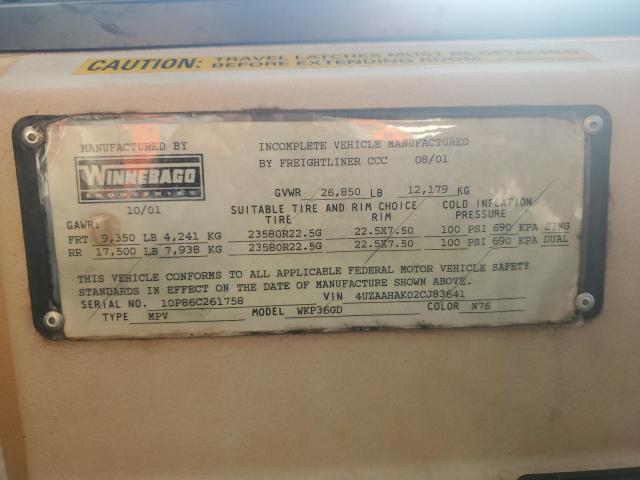 CAUTION: TRAVEL LATCHES MUST BE DETACHED
BEFORE EXTENDING ROOM
MANUFACTURED BY
WINNEBAGO
INDUSTRIES
10/01
INCOMPLETE VEHICLE MANUFACTURED
BY FREIGHTLINER CCC 08/01
GVWR 26,850 LB 12,179 KG
SUITABLE TIRE AND RIM CHOICE
TIRE RIM
COLD INFLATION
PRESSURE
GAWR:
FRT 9,350 LB 4,241 KG 23580R22.5G 22.5X7.50 100 PSI 690 KPA SING
RR 17,500 LB 7,938 KG 23580R22.5G 22.5X7.50 100 PSI 690 KPA DUAL
THIS VEHICLE CONFORMS TO ALL APPLICABLE FEDERAL MOTOR VEHICLE SAFETY
STANDARDS IN EFFECT ON THE DATE OF MANUFACTURE SHOWN ABOVE.
SERIAL NO. 10P86C261758 VIN 4UZAAHAK02CJ83641
TYPE MPV MODEL WKP36GD COLOR N76